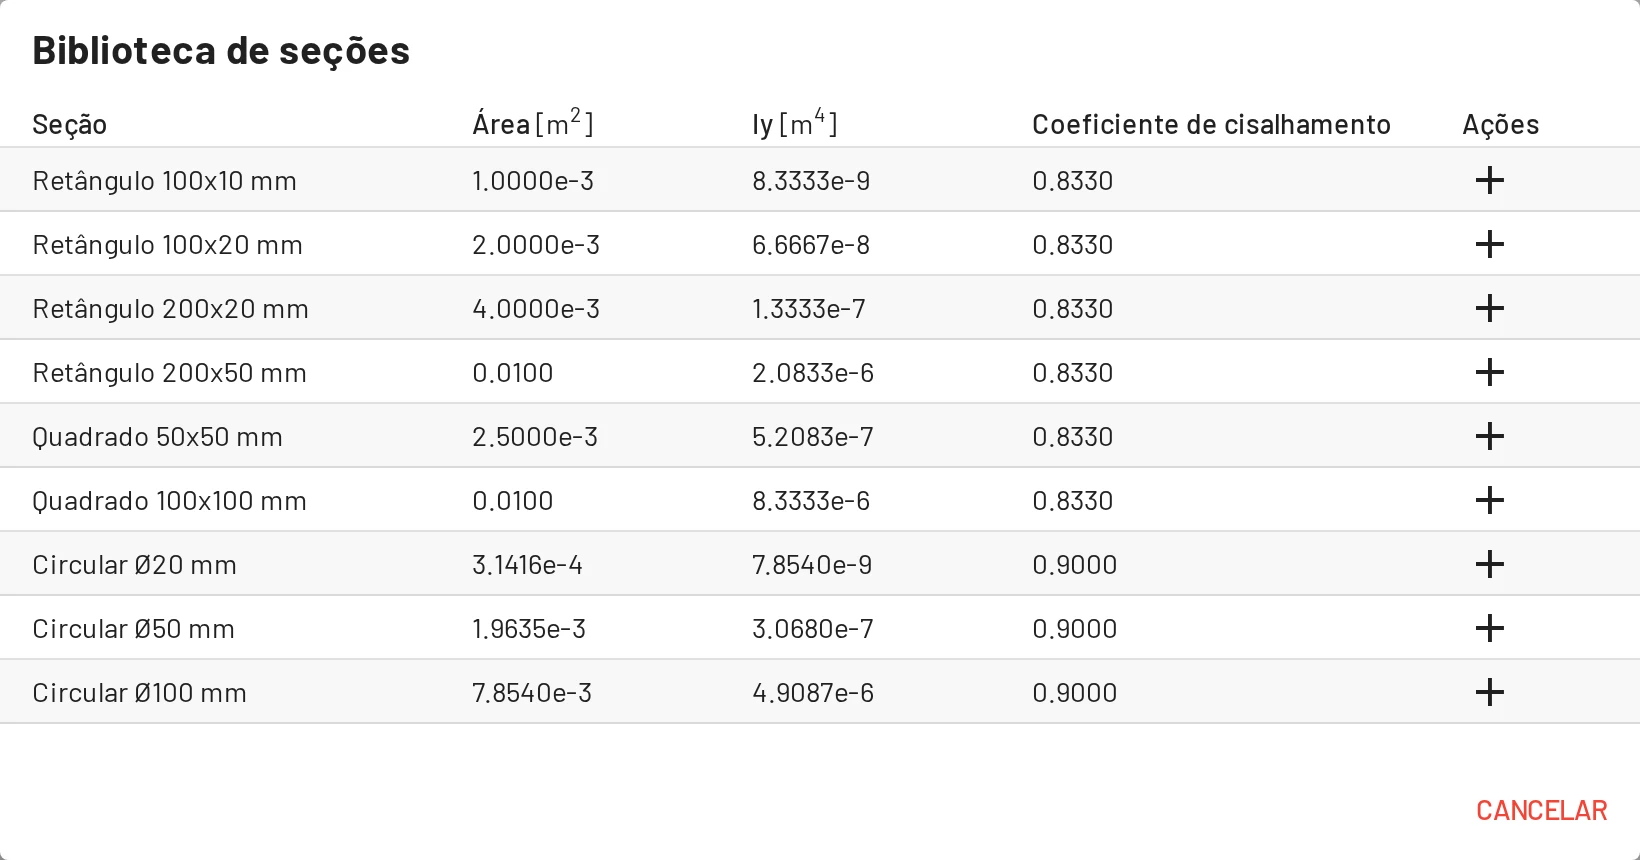 Biblioteca de seções
Seção Área [m²] Iy [m⁴] Coeficiente de cisalhamento Ações
Retângulo 100x10 mm 1.0000e-3 8.3333e-9 0.8330
Retângulo 100x20 mm 2.0000e-3 6.6667e-8 0.8330
Retângulo 200x20 mm 4.0000e-3 1.3333e-7 0.8330
Retângulo 200x50 mm 0.0100 2.0833e-6 0.8330
Quadrado 50x50 mm 2.5000e-3 5.2083e-7 0.8330
Quadrado 100x100 mm 0.0100 8.3333e-6 0.8330
Circular Ø20 mm 3.1416e-4 7.8540e-9 0.9000
Circular Ø50 mm 1.9635e-3 3.0680e-7 0.9000
Circular Ø100 mm 7.8540e-3 4.9087e-6 0.9000
CANCELAR